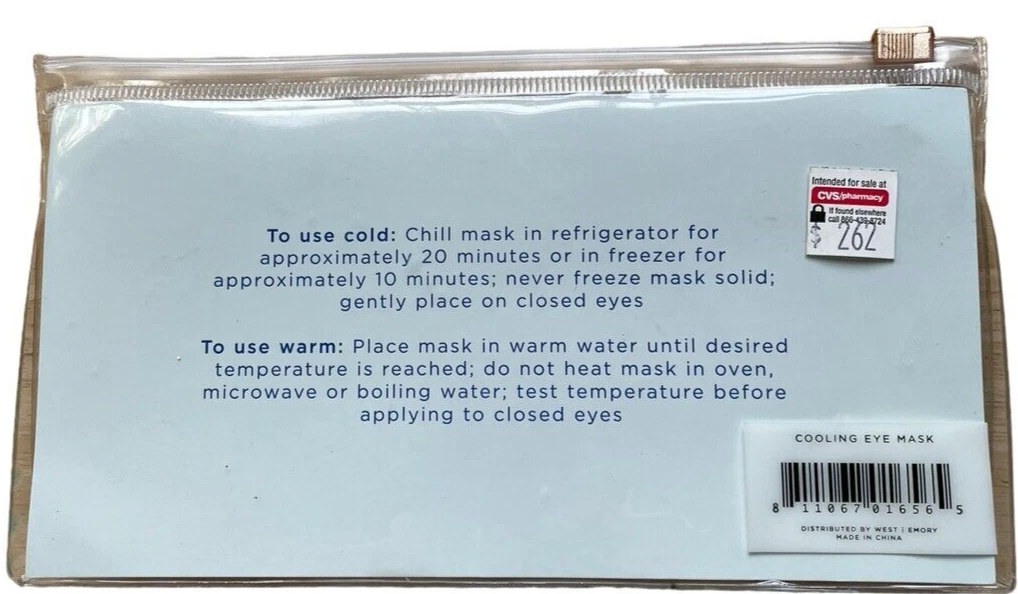 Intended for sale at
CVS/pharmacy
If found elsewhere
call 866-439-8724
262
To use cold: Chill mask in refrigerator for
approximately 20 minutes or in freezer for
approximately 10 minutes; never freeze mask solid;
gently place on closed eyes
To use warm: Place mask in warm water until desired
temperature is reached; do not heat mask in oven,
microwave or boiling water; test temperature before
applying to closed eyes
COOLING EYE MASK
8 11067 01656 5
DISTRIBUTED BY WEST | EMORY
MADE IN CHINA